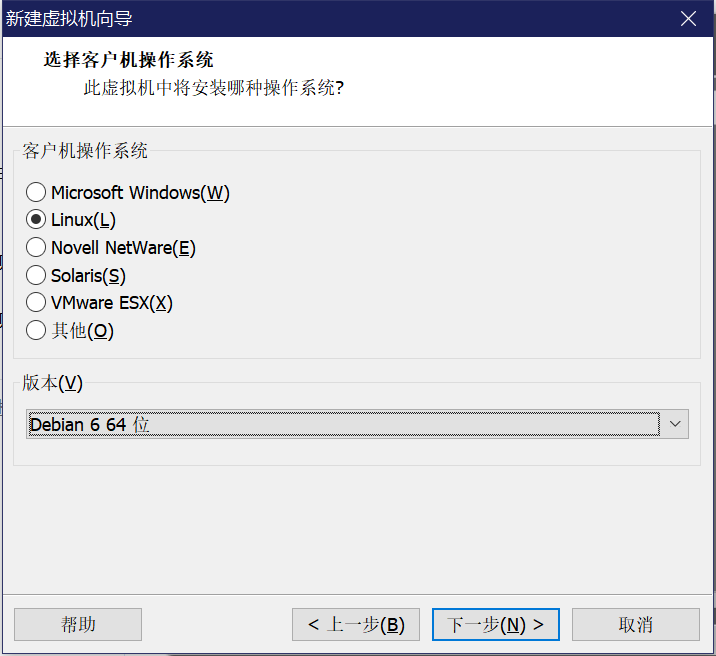 新建虚拟机向导
选择客户机操作系统
此虚拟机中将安装哪种操作系统?
客户机操作系统
Microsoft Windows(W)
Linux(L)
Novell NetWare(E)
Solaris(S)
VMware ESX(X)
其他(O)
版本(V)
Debian 6 64 位
帮助
< 上一步(B)
下一步(N) >
取消